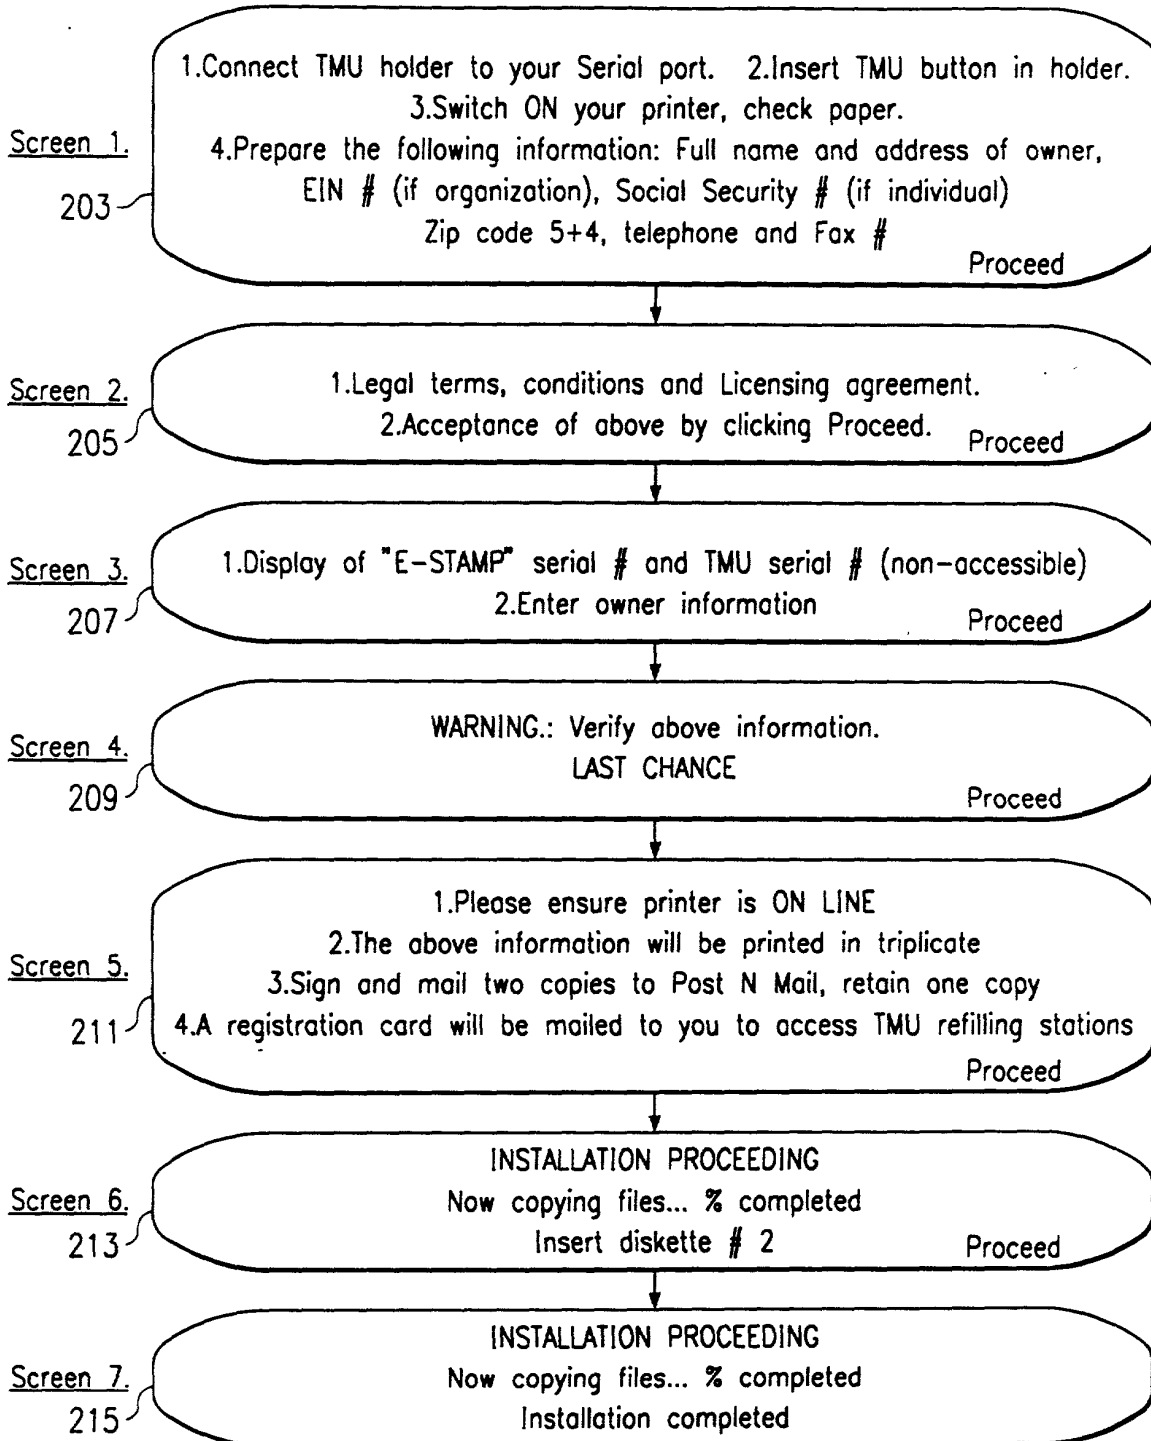 1.Connect TMU holder to your Serial port. 2.Insert TMU button in holder.
3.Switch ON your printer, check paper.
Screen 1.
4.Prepare the following information: Full name and address of owner,
EIN # (if organization), Social Security # (if individual)
203
Zip code 5+4, telephone and Fax #
Proceed
Screen 2.
1.Legal terms, conditions and Licensing agreement.
2.Acceptance of above by clicking Proceed.
Proceed
205
Screen 3.
1.Display of "E-STAMP" serial # and TMU serial # (non-accessible)
2.Enter owner information
Proceed
207
Screen 4.
WARNING.: Verify above information.
LAST CHANCE
Proceed
209
Screen 5.
1.Please ensure printer is ON LINE
2.The above information will be printed in triplicate
3.Sign and mail two copies to Post N Mail, retain one copy
4.A registration card will be mailed to you to access TMU refilling stations
211
Proceed
Screen 6.
INSTALLATION PROCEEDING
Now copying files... % completed
Insert diskette # 2
Proceed
213
Screen 7.
INSTALLATION PROCEEDING
Now copying files... % completed
Installation completed
215